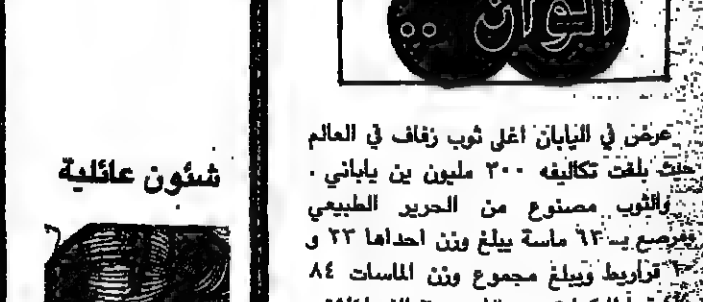 ألوان ..
عرض في اليابان اغلى ثوب زفاف في العالم
حيث بلغت تكاليفه ٣٠٠ مليون ين ياباني .
والثوب مصنوع من الحرير الطبيعي
ومرصع بـ ٦٣ ماسة يبلغ وزن احداها ٢٣ و
قراريط ويبلغ مجموع وزن الماسات ٨٤
شئون عائلية